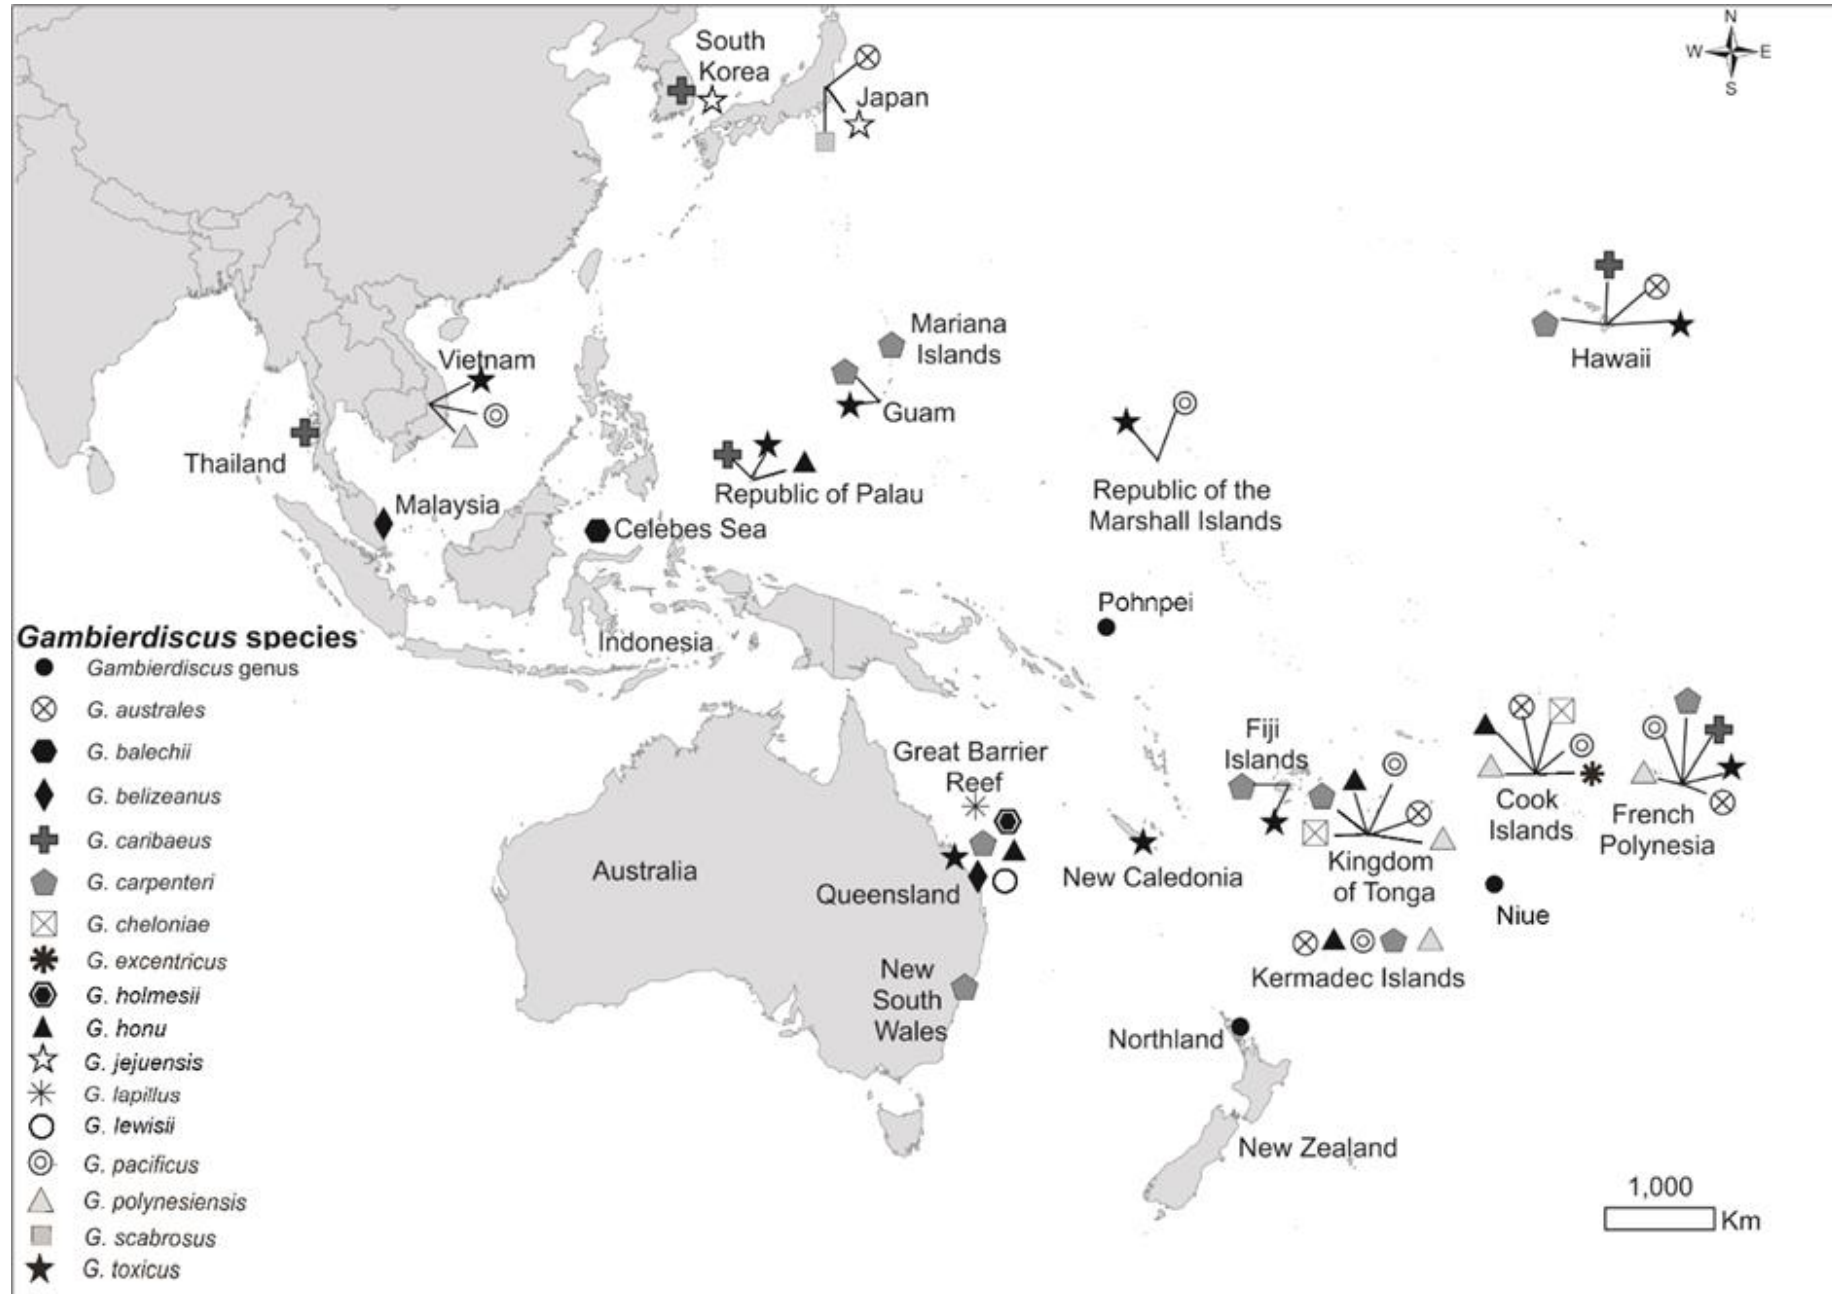 N
W E
S
South
Korea
Japan
Mariana
Islands
Hawaii
Vietnam
Guam
Thailand
Republic of Palau
Republic of the
Marshall Islands
Malaysia
Celebes Sea
Pohnpei
Indonesia
Gambierdiscus species
Gambierdiscus genus
G. australes
G. balechii
G. belizeanus
G. caribaeus
G. carpenteri
G. cheloniae
G. excentricus
G. holmesii
G. honu
G. jejuensis
G. lapillus
G. lewisii
G. pacificus
G. polynesiensis
G. scabrosus
G. toxicus
Great Barrier
Reef
Fiji
Islands
Cook
Islands
French
Polynesia
Australia
Queensland
New Caledonia
Kingdom
of Tonga
Niue
New
South
Wales
Kermadec Islands
Northland
New Zealand
1,000
Km